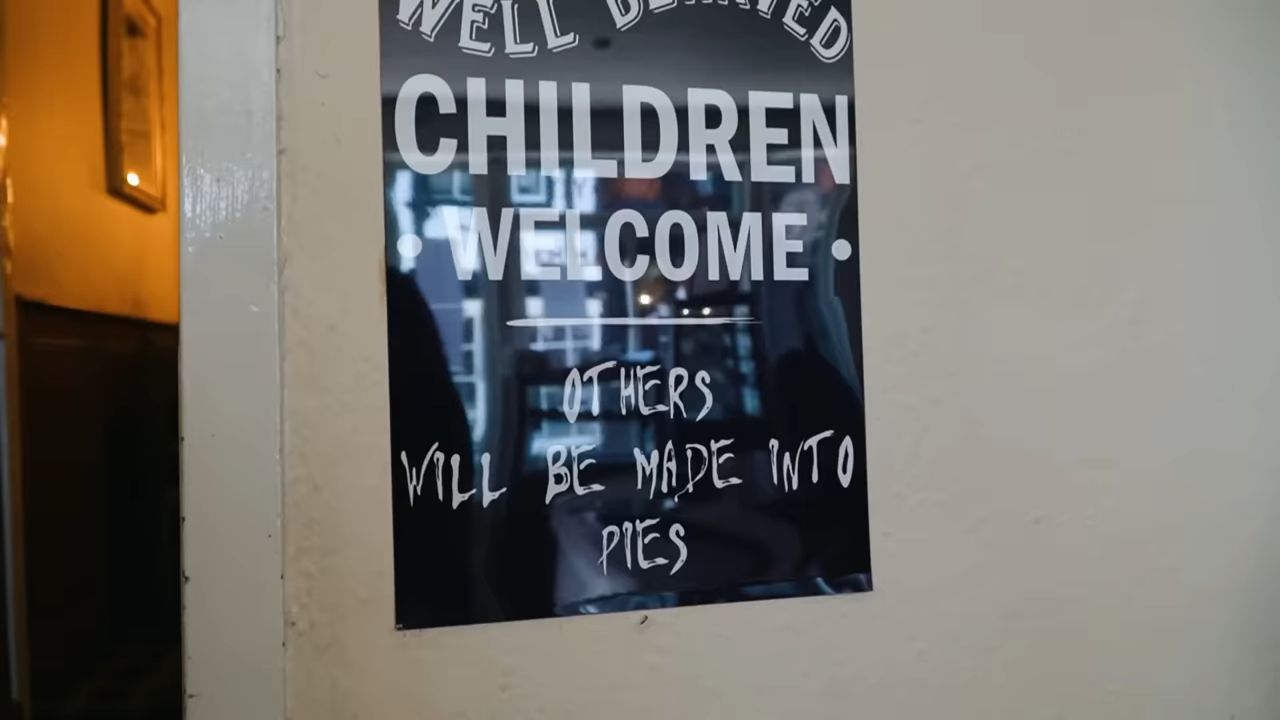 WELL BEHAVED
CHILDREN
• WELCOME •
OTHERS
WILL BE MADE INTO
PIES